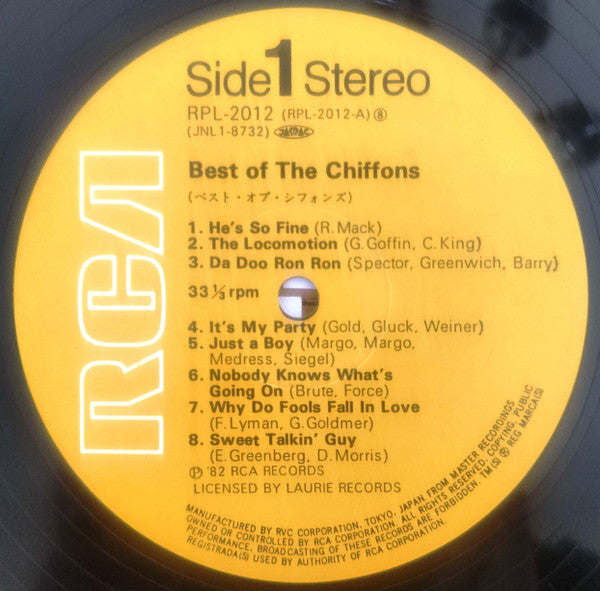 Side 1 Stereo
RPL-2012 (RPL-2012-A) ⑧
(JNL1-8732)
Best of The Chiffons
(ベスト・オブ・シフォンズ)
1. He's So Fine (R. Mack)
2. The Locomotion (G. Goffin, C. King)
3. Da Doo Ron Ron (Spector, Greenwich, Barry)
33 1/3 rpm
4. It's My Party (Gold, Gluck, Weiner)
5. Just a Boy (Margo, Margo,
Medress, Siegel)
6. Nobody Knows What's
Going On (Brute, Force)
7. Why Do Fools Fall In Love
(F. Lyman, G. Goldmer)
8. Sweet Talkin' Guy
(E. Greenberg, D. Morris)
Ⓟ '82 RCA RECORDS
LICENSED BY LAURIE RECORDS
MANUFACTURED BY RVC CORPORATION, TOKYO, JAPAN, FROM MASTER RECORDINGS
OWNED OR CONTROLLED BY RCA CORPORATION. ALL RIGHTS RESERVED. COPYING, PUBLIC
PERFORMANCE, BROADCASTING OF THESE RECORDS ARE FORBIDDEN. TM(S) ® REG MARCA(S)
REGISTRADA(S) USED BY AUTHORITY OF RCA CORPORATION.
RCA